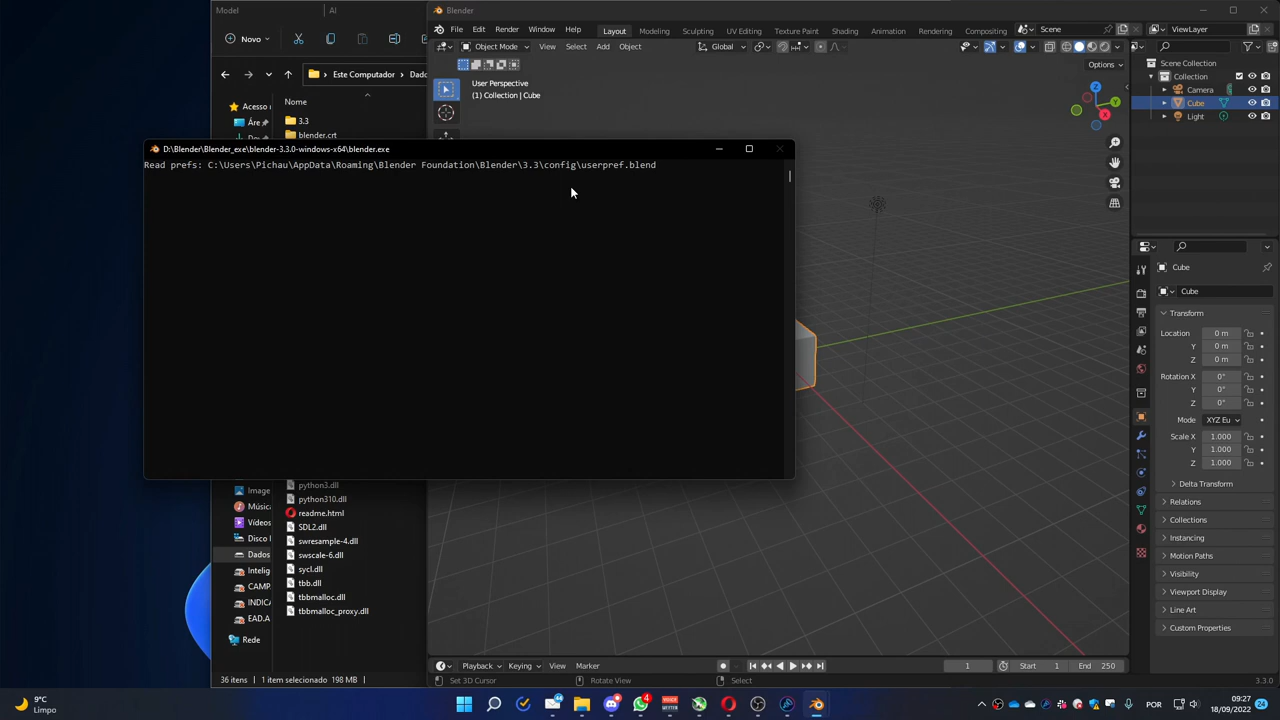 Model
AI
Novo
Este Computador
Dado
Name
Acesso
Áre
3.3
blender.crt
Image
Músic
Vídeos
Disco
Dados
Intelig
CAMP.
INDICA
EAD.A
Rede
python3.dll
python310.dll
readme.html
SDL2.dll
swresample-4.dll
swscale-6.dll
sycl.dll
tbb.dll
tbbmalloc.dll
tbbmalloc_proxy.dll
36 itens
1 item selecionado 198 MB
D:\Blender\Blender_exe\blender-3.3.0-windows-x64\blender.exe
Read prefs: C:\Users\Pichau\AppData\Roaming\Blender Foundation\Blender\3.3\config\userpref.blend
Blender
File Edit Render Window Help
Layout Modeling Sculpting UV Editing Texture Paint Shading Animation Rendering Compositing
Scene
ViewLayer
Object Mode View Select Add Object
Global
Options
User Perspective
(1) Collection | Cube
Z
Y
X
Scene Collection
Collection
Camera
Cube
Light
Cube
Cube
Transform
Location X 0 m
Y 0 m
Z 0 m
Rotation X 0°
Y 0°
Z 0°
Mode XYZ Eu
Scale X 1.000
Y 1.000
Z 1.000
Delta Transform
Relations
Collections
Instancing
Motion Paths
Visibility
Viewport Display
Line Art
Custom Properties
Playback Keying View Marker
1
Start 1
End 250
Set 3D Cursor
Rotate View
Select
3.3.0
9°C
Limpo
4
POR
09:27
18/09/2022